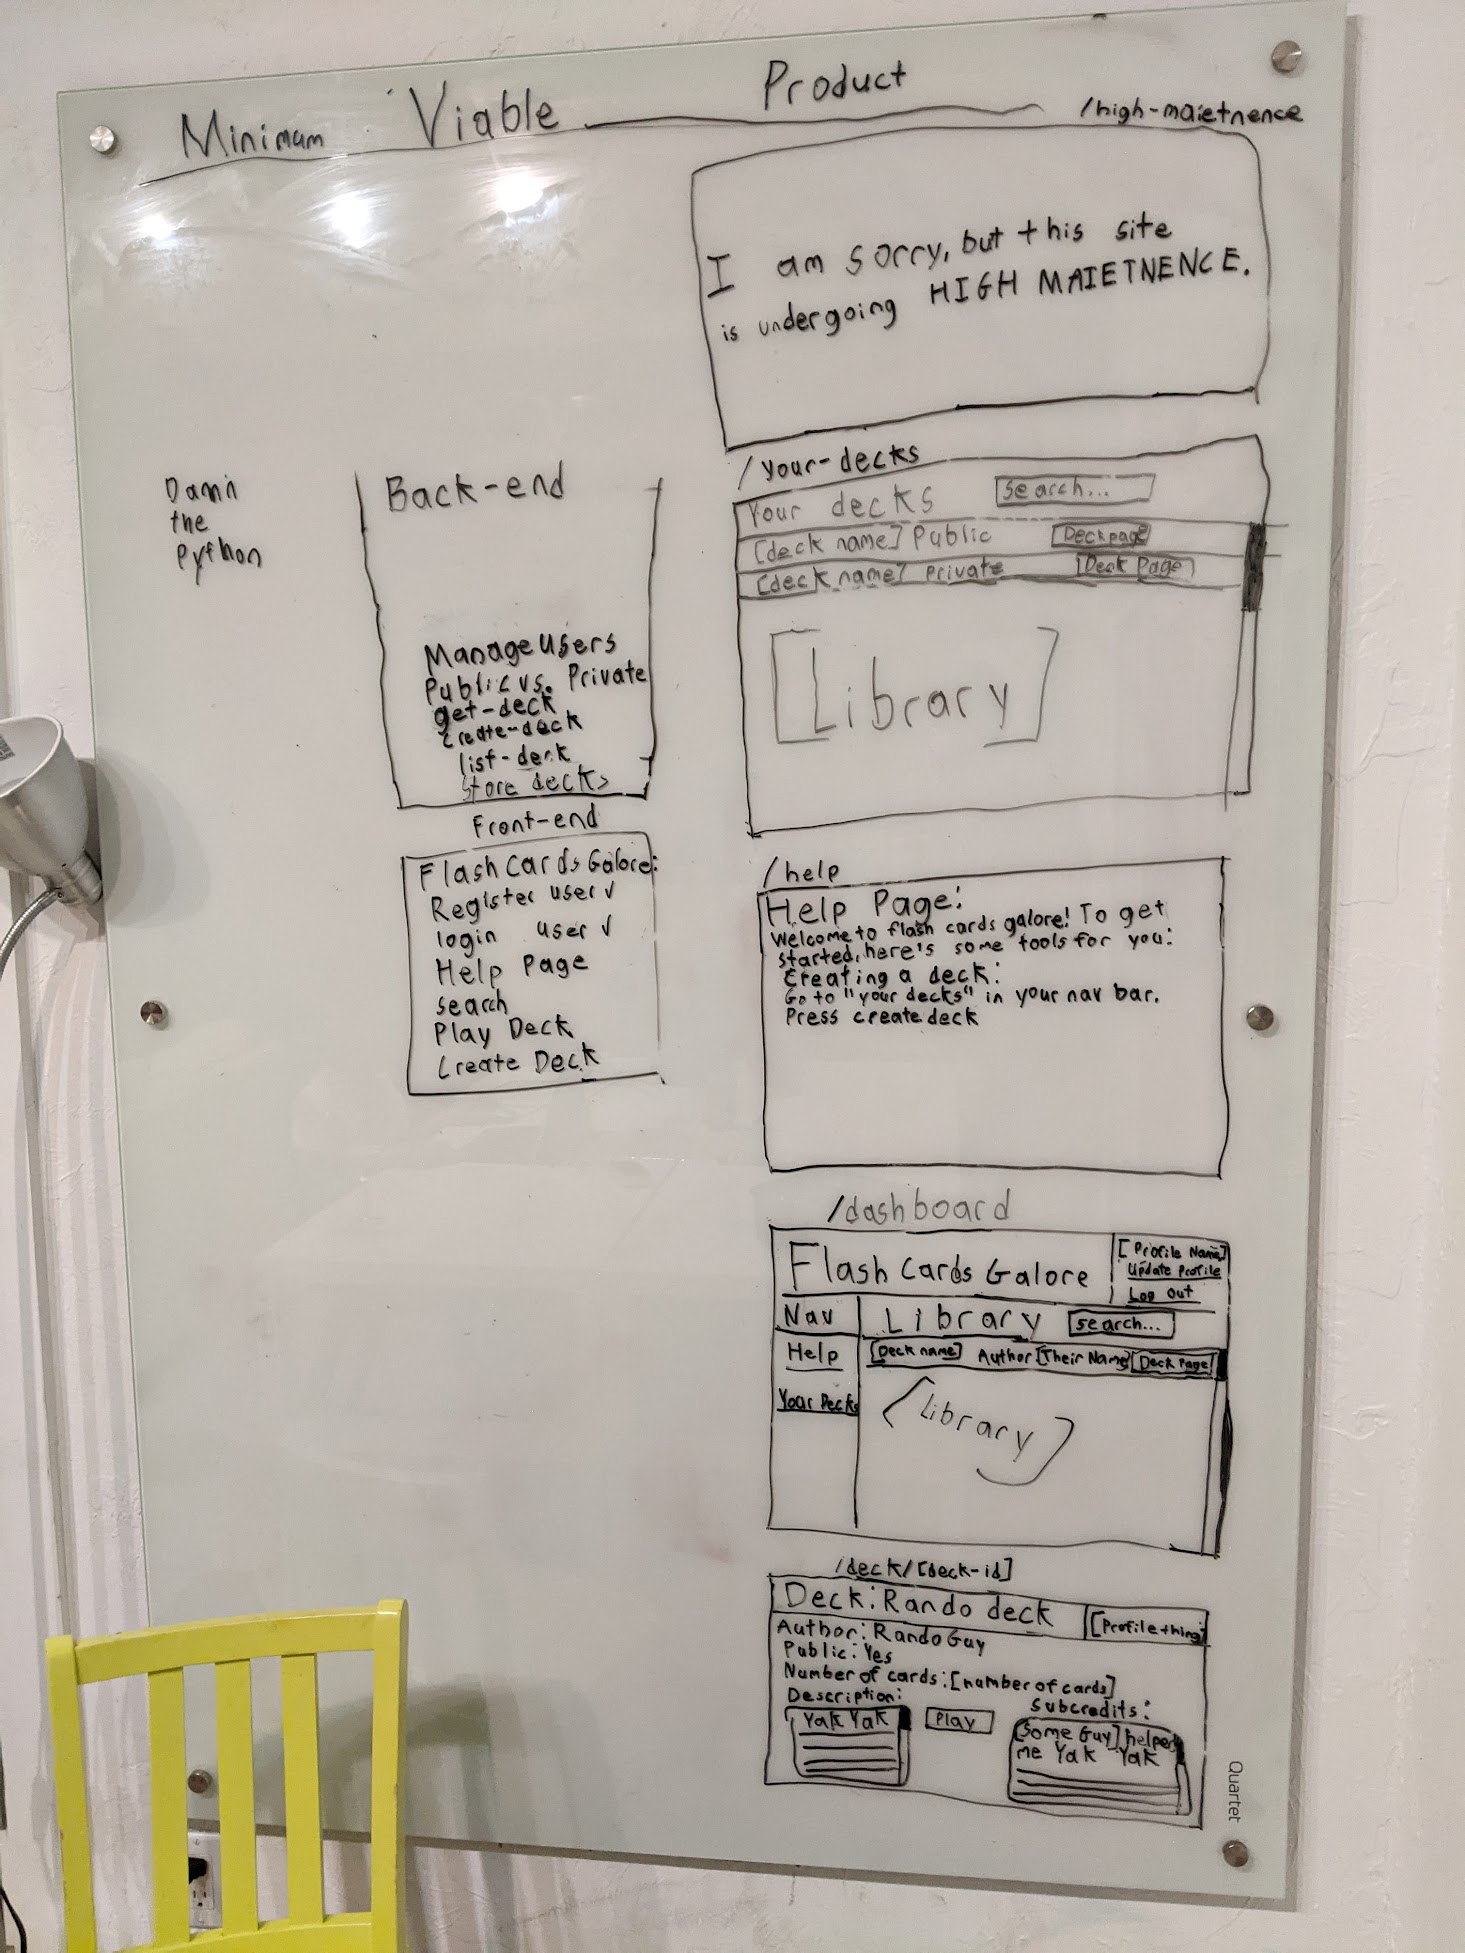 Minimum Viable Product
/high-maietnence
I am sorry, but this site
is undergoing HIGH MAIETNENCE.
the
Python
Back-end
Manage users
Public vs. Private
get-deck
create-deck
list-deck
Store decks
Front-end
Flash Cards Galore:
Register user √
login user √
Help Page
search
Play Deck
Create Deck
/your-decks
Your decks search...
[deck name] Public Deckpage
[deck name] private Deck Page
[Library]
/help
Help Page:
Welcome to flash cards galore! To get
started, here's some tools for you:
Creating a deck:
Go to "your decks" in your nav bar.
Press create deck
/dashboard
Flash Cards Galore
[Profile Name]
Update Profile
Log out
Nav Library search...
Help [Deck name] Author [Their Name] Deck Page
Your Decks [Library]
/deck/[deck-id]
Deck: Rando deck [Profile thing]
Author: Rando Guy
Public: Yes
Number of cards: [number of cards]
Description: Subcredits:
Yak Yak Play [Some Guy] helped
me Yak Yak
Quartet